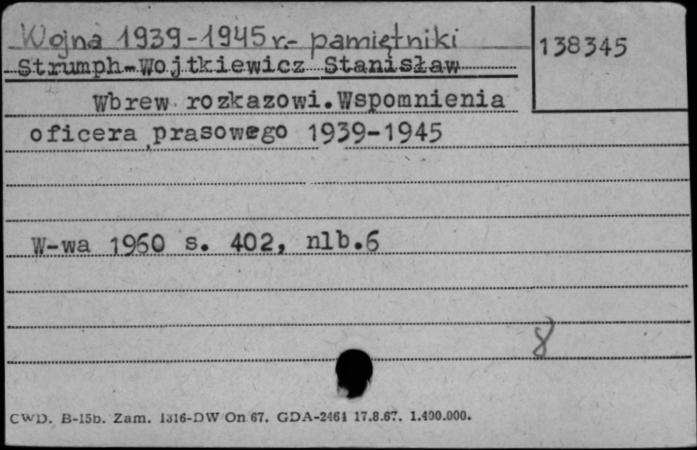 Wojna 1939-1945 r.- pamiętniki
138345
Strumph-Wojtkiewicz Stanisław
Wbrew rozkazowi.Wspomnienia
oficera prasowego 1939-1945
W-wa 1960 s. 402, nlb.6
8
CWD. B-15b. Zam. 1316-DW On 67. GDA-2461 17.8.67. 1.400.000.